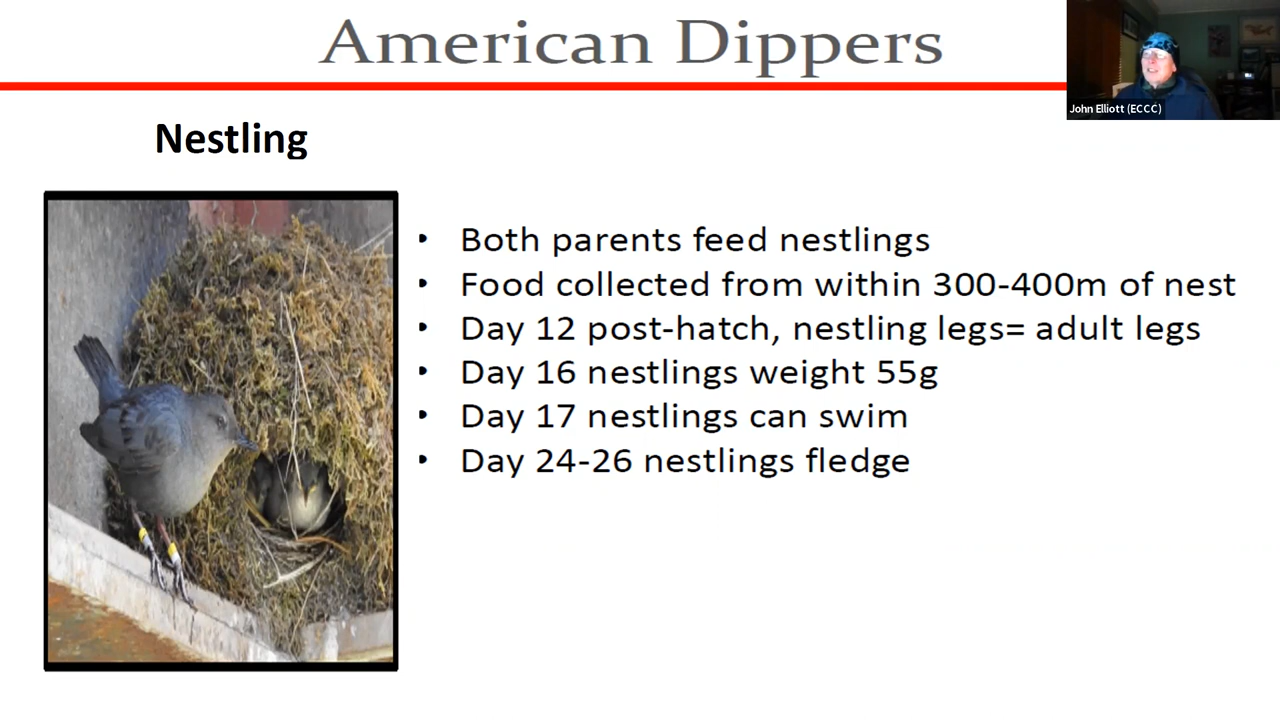 American Dippers
John Elliott (ECCC)
Nestling
• Both parents feed nestlings
• Food collected from within 300-400m of nest
• Day 12 post-hatch, nestling legs= adult legs
• Day 16 nestlings weight 55g
• Day 17 nestlings can swim
• Day 24-26 nestlings fledge